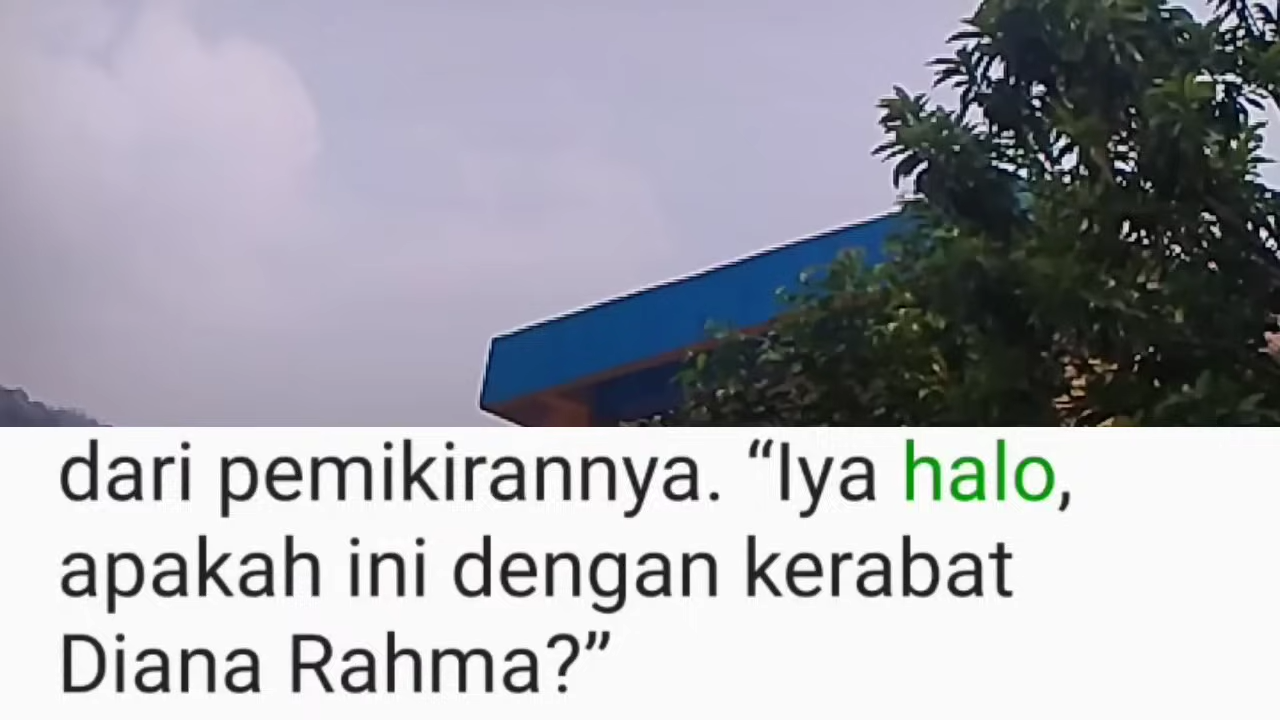 dari pemikirannya. “Iya halo,
apakah ini dengan kerabat
Diana Rahma?”